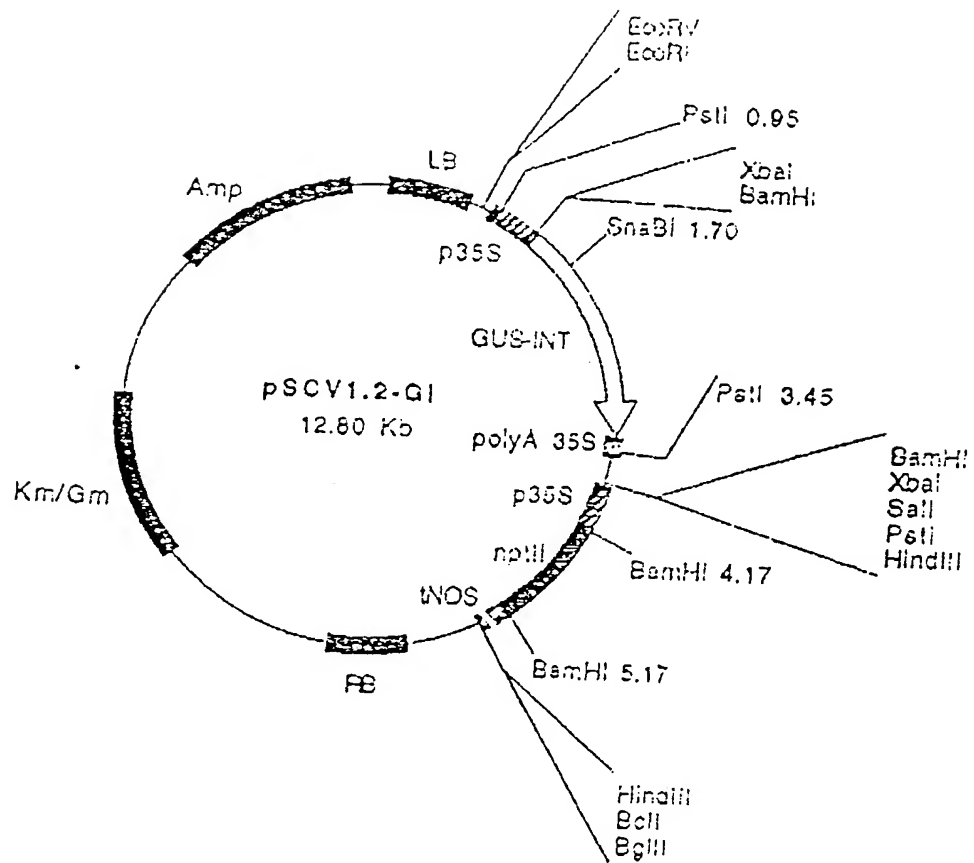 EcoRV
EcoRI
PstI 0.95
LB
XbaI
BamHI
Amp
SnaBI 1.70
p35S
GUS-INT
pSCV1.2-GI
12.80 Kb
PstI 3.45
polyA 35S
BamHI
XbaI
SalI
PstI
HindIII
p35S
Km/Gm
nptII
BamHI 4.17
tNOS
BamHI 5.17
RB
HindIII
BclI
BglII